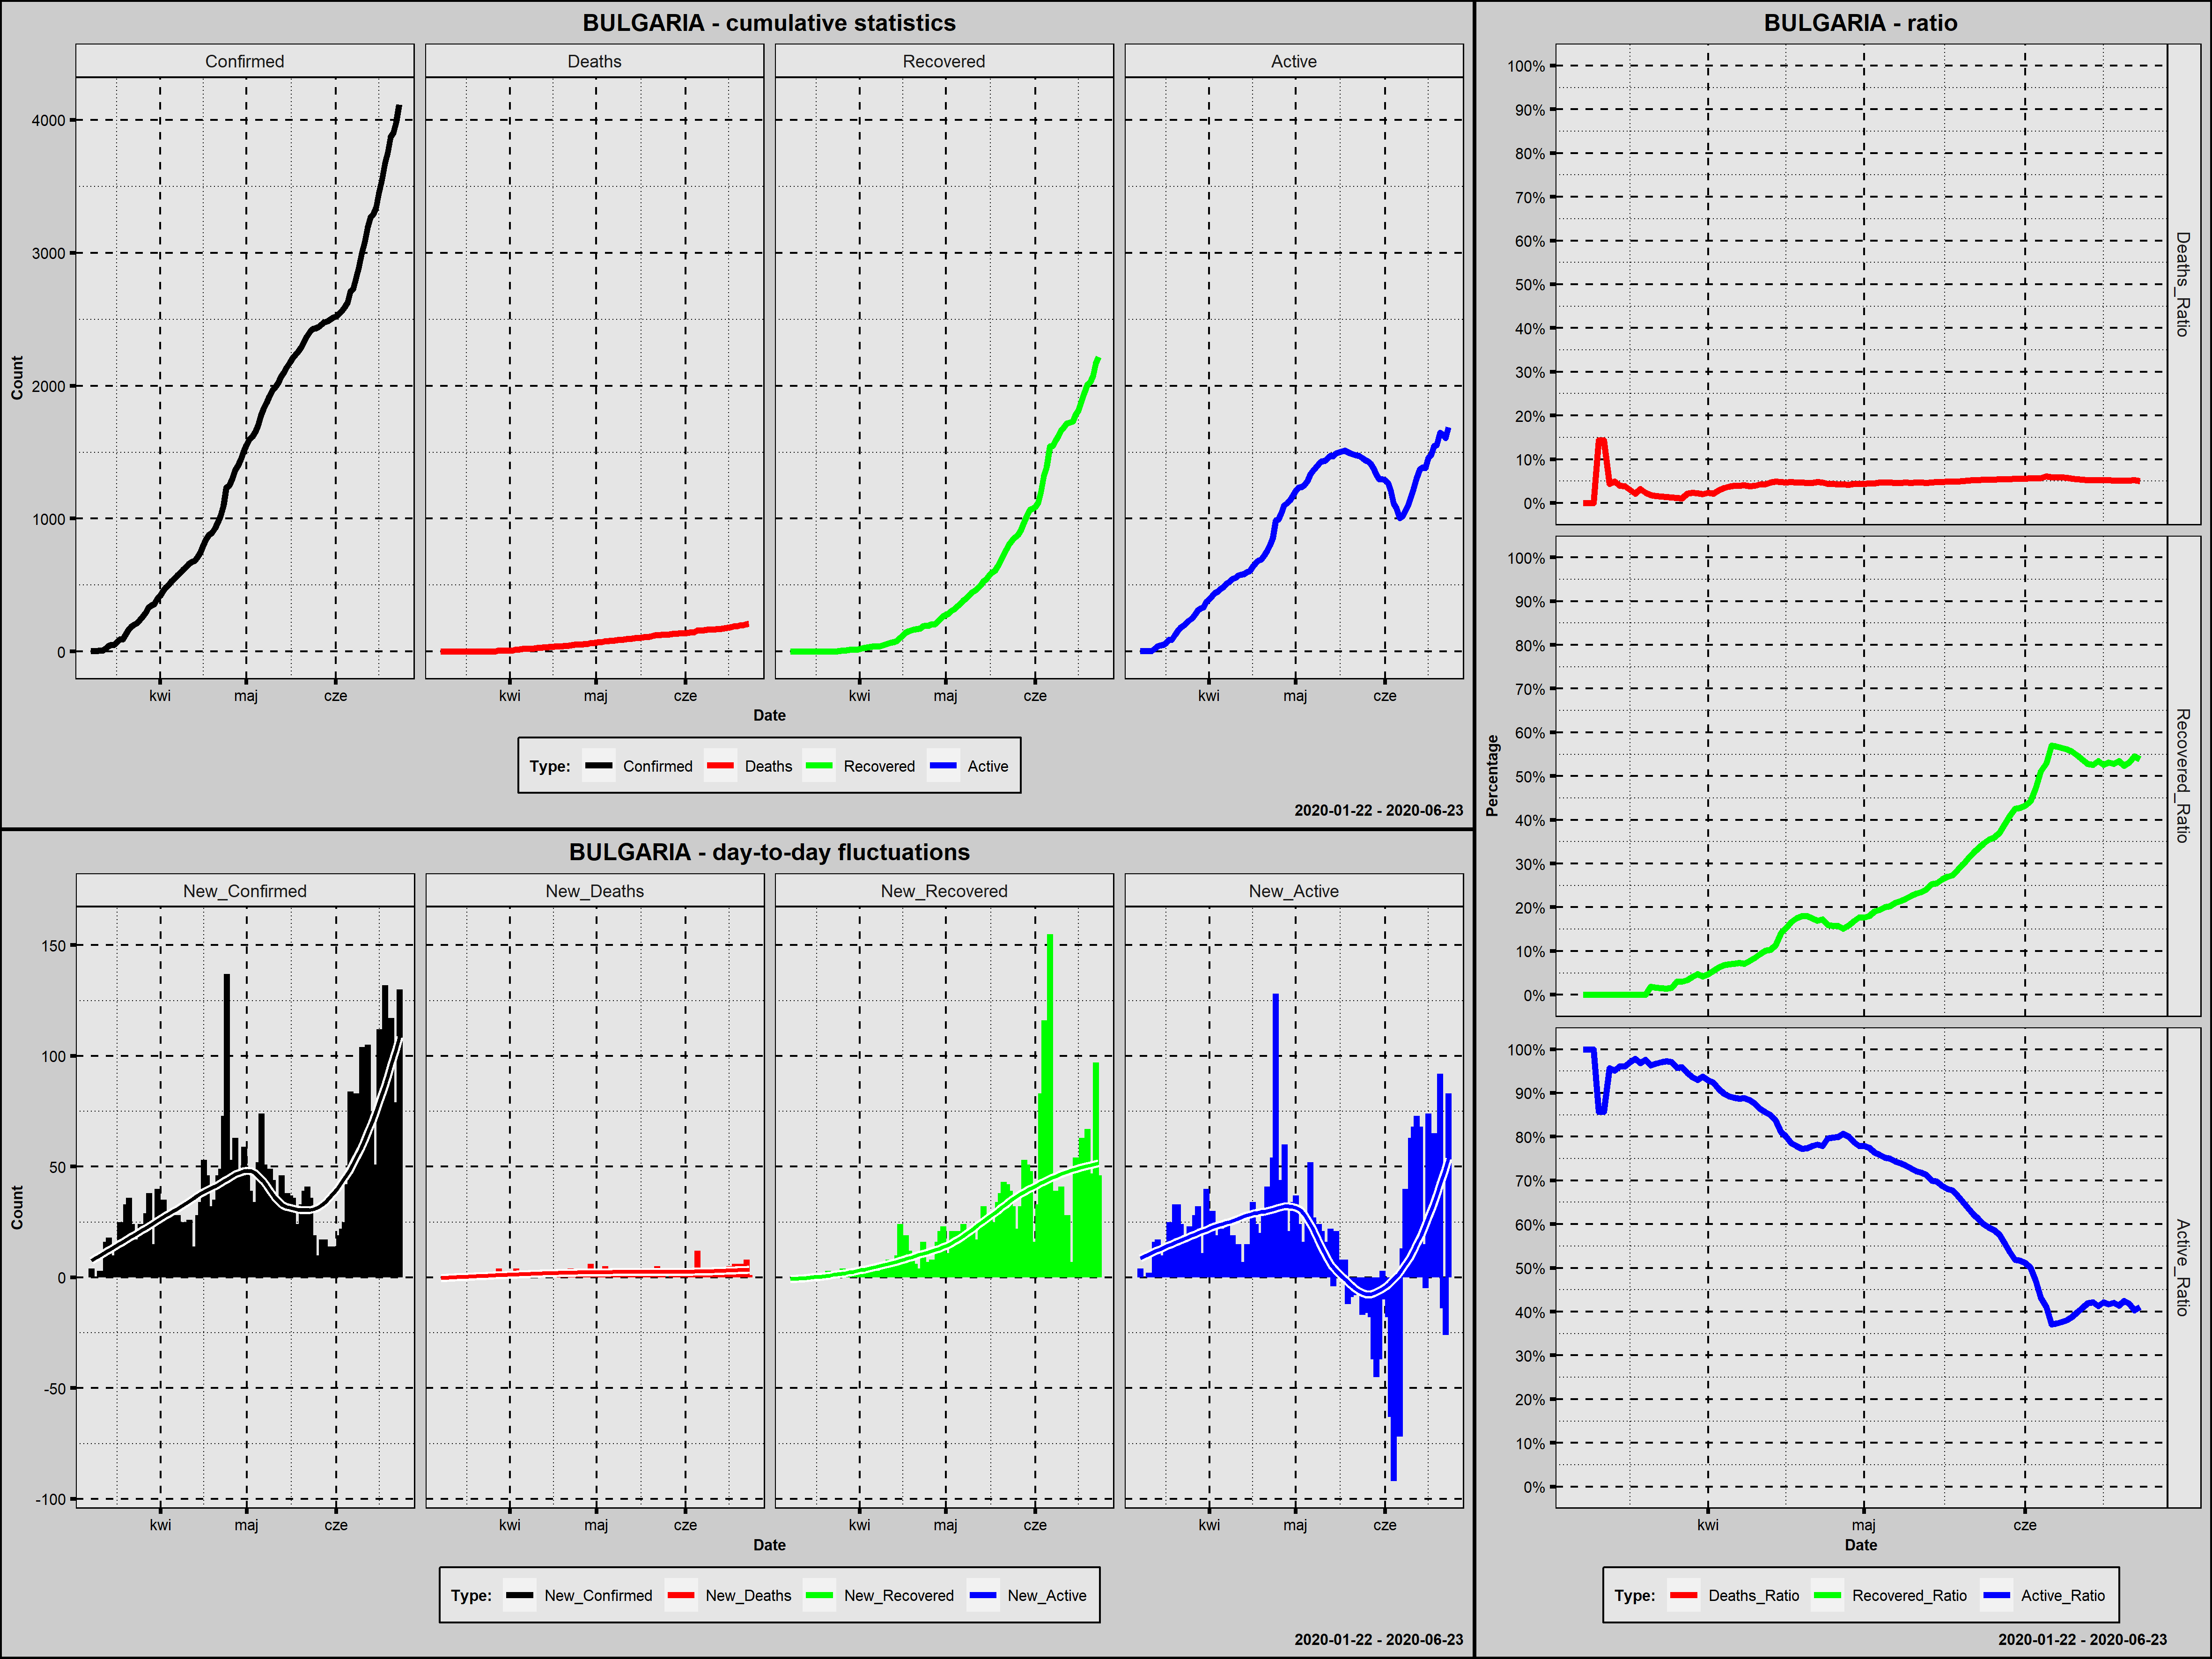 BULGARIA - cumulative statistics
Confirmed Deaths Recovered Active
4000
3000
2000
1000
0
Count
kwi maj cze kwi maj cze kwi maj cze kwi maj cze
Date
Type: Confirmed Deaths Recovered Active
2020-01-22 - 2020-06-23
BULGARIA - day-to-day fluctuations
New_Confirmed New_Deaths New_Recovered New_Active
150
100
50
0
-50
-100
Count
kwi maj cze kwi maj cze kwi maj cze kwi maj cze
Date
Type: New_Confirmed New_Deaths New_Recovered New_Active
2020-01-22 - 2020-06-23
BULGARIA - ratio
100%
90%
80%
70%
60%
50%
40%
30%
20%
10%
0%
Deaths_Ratio
100%
90%
80%
70%
60%
50%
40%
30%
20%
10%
0%
Recovered_Ratio
Percentage
100%
90%
80%
70%
60%
50%
40%
30%
20%
10%
0%
Active_Ratio
kwi maj cze
Date
Type: Deaths_Ratio Recovered_Ratio Active_Ratio
2020-01-22 - 2020-06-23